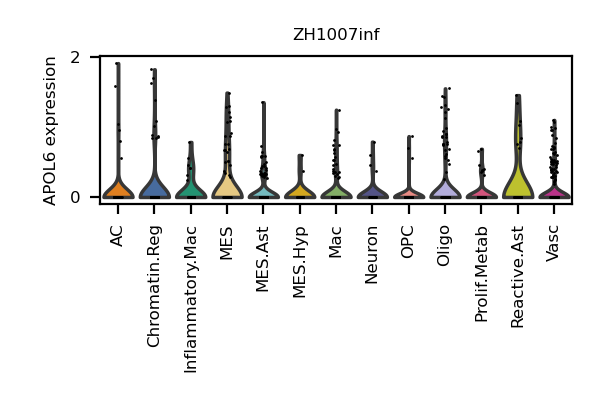 ZH1007inf
APOL6 expression
2
0
AC
Chromatin.Reg
Inflammatory.Mac
MES
MES.Ast
MES.Hyp
Mac
Neuron
OPC
Oligo
Prolif.Metab
Reactive.Ast
Vasc